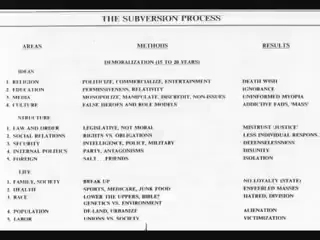 THE SUBVERSION PROCESS
AREAS METHODS RESULTS
DEMORALIZATION (15 TO 20 YEARS)
IDEAS
1. RELIGION POLITICIZE, COMMERCIALIZE, ENTERTAINMENT DEATH WISH
2. EDUCATION PERMISSIVENESS, RELATIVITY IGNORANCE
3. MEDIA MONOPOLIZE, MANIPULATE, DISCREDIT, NON-ISSUES UNINFORMED MYOPIA
4. CULTURE FALSE HEROES AND ROLE MODELS ADDICTIVE FADS, 'MASS'
STRUCTURE
1. LAW AND ORDER LEGISLATIVE, NOT MORAL MISTRUST 'JUSTICE'
2. SOCIAL RELATIONS RIGHTS VS. OBLIGATIONS LESS INDIVIDUAL RESPONS.
3. SECURITY INTELLIGENCE, POLICE, MILITARY DEFENSELESSNESS
4. INTERNAL POLITICS PARTY, ANTAGONISMS DISUNITY
5. FOREIGN SALT FRIENDS ISOLATION
LIFE
1. FAMILY, SOCIETY BREAK UP NO LOYALTY (STATE)
2. HEALTH SPORTS, MEDICARE, JUNK FOOD ENFEEBLED MASSES
3. RACE LOWER THE UPPERS, BIBLE? HATRED, DIVISION
GENETICS VS. ENVIRONMENT
4. POPULATION DE-LAND, URBANIZE ALIENATION
5. LABOR UNIONS VS. SOCIETY VICTIMIZATION